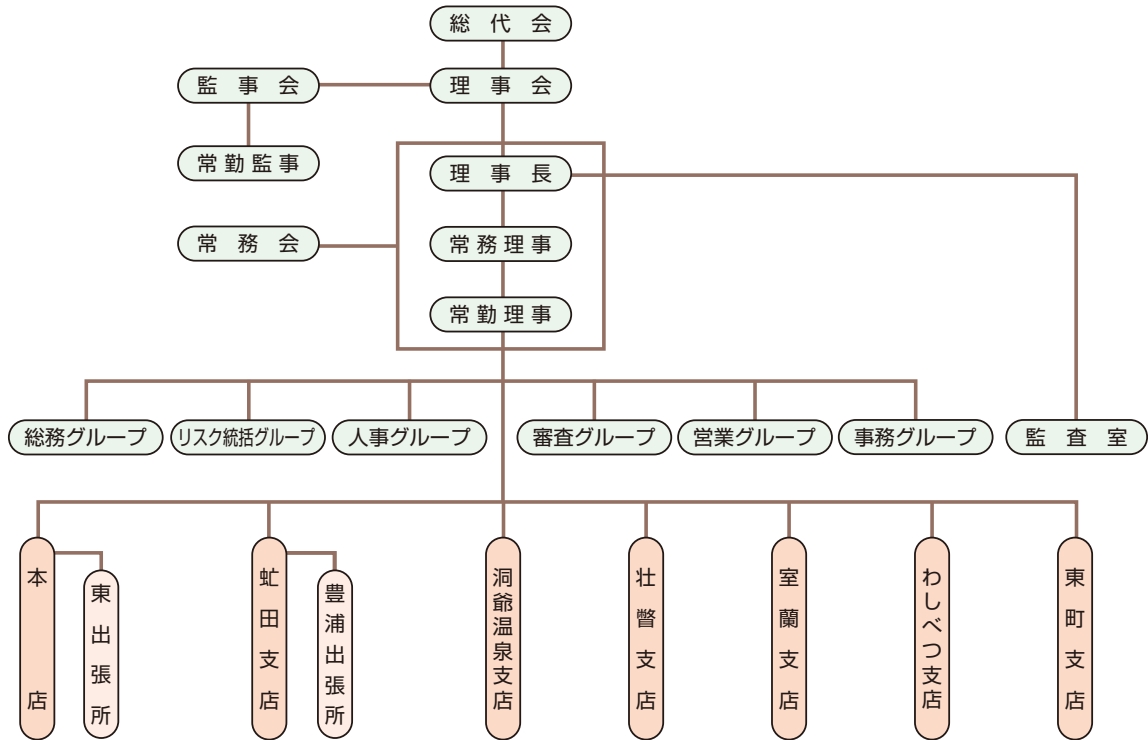 総代会
監事会
理事会
常勤監事
理事長
常務会
常務理事
常勤理事
総務グループ
リスク統括グループ
人事グループ
審査グループ
営業グループ
事務グループ
監査室
本店
東出張所
虻田支店
豊浦出張所
洞爺温泉支店
壮瞥支店
室蘭支店
わしべつ支店
東町支店